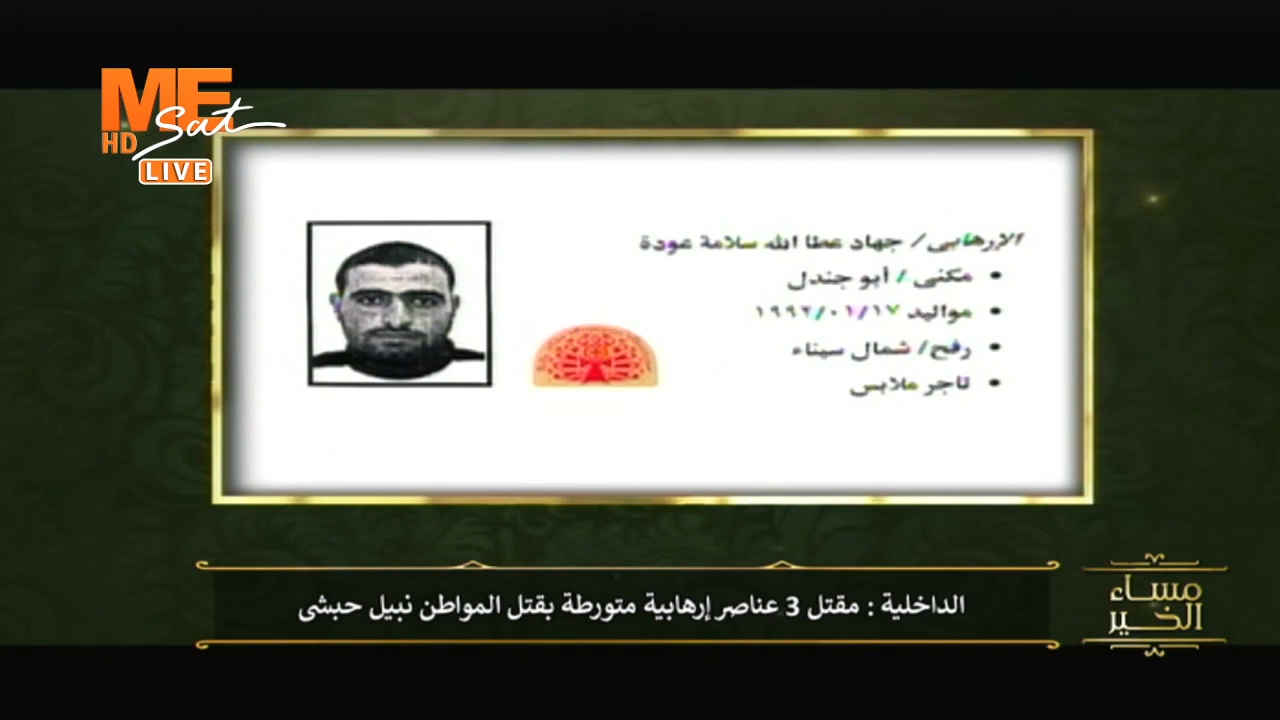 ME
Sat
HD
LIVE
الإرهابى/ جهاد عطا الله سلامة عودة
• مكنى / أبو جندل
• مواليد ١٩٩٢/٠١/١٧
• رفح/ شمال سيناء
• تاجر ملابس
الداخلية : مقتل 3 عناصر إرهابية متورطة بقتل المواطن نبيل حبشى
مساء
الخير